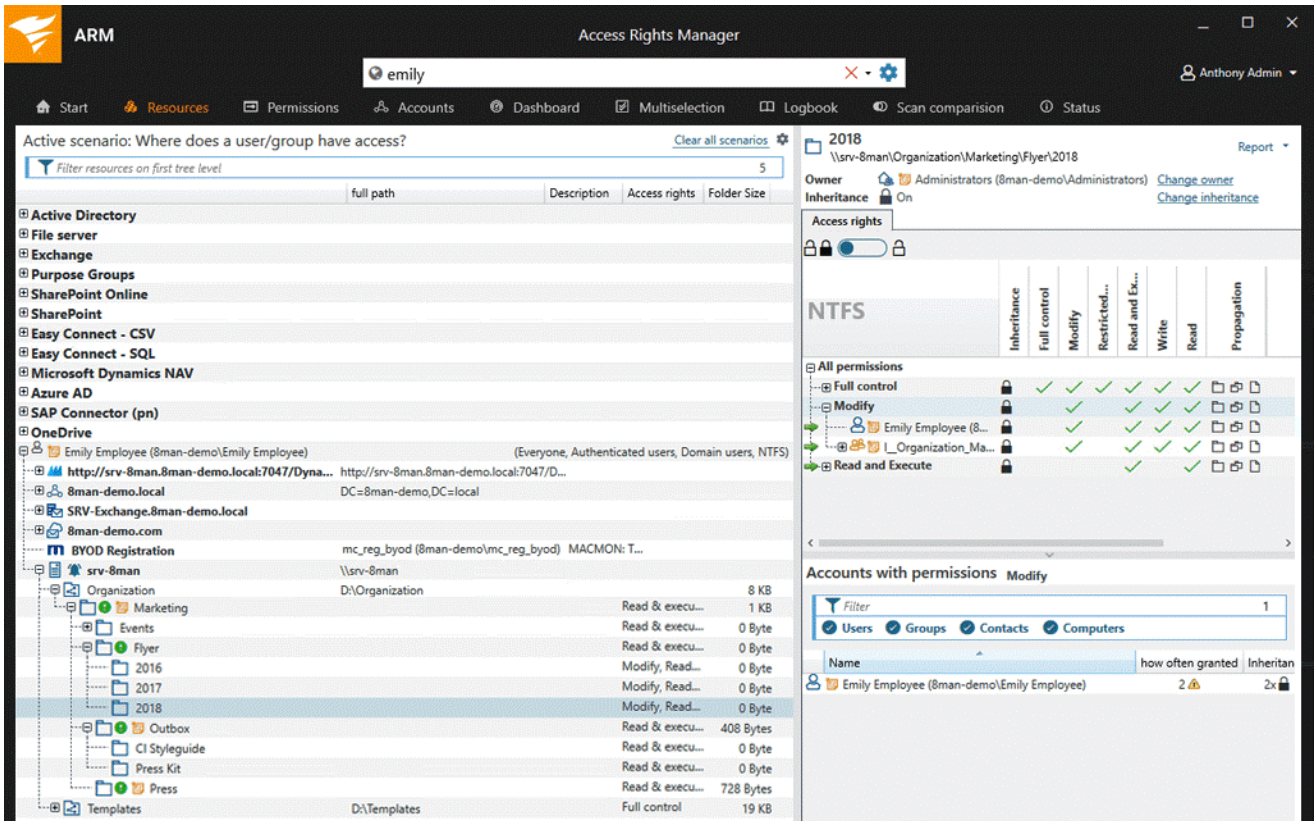 ARM
Access Rights Manager
emily
Anthony Admin
Start Resources Permissions Accounts Dashboard Multiselection Logbook Scan comparision Status
Active scenario: Where does a user/group have access?
Clear all scenarios
Filter resources on first tree level 5
full path Description Access rights Folder Size
Active Directory
File server
Exchange
Purpose Groups
SharePoint Online
SharePoint
Easy Connect - CSV
Easy Connect - SQL
Microsoft Dynamics NAV
Azure AD
SAP Connector (pn)
OneDrive
Emily Employee (8man-demo\Emily Employee) (Everyone, Authenticated users, Domain users, NTFS)
http://srv-8man.8man-demo.local:7047/Dyna... http://srv-8man.8man-demo.local:7047/D...
8man-demo.local DC=8man-demo,DC=local
SRV-Exchange.8man-demo.local
8man-demo.com
BYOD Registration mc_reg_byod (8man-demo\mc_reg_byod) MACMON: T...
srv-8man \\srv-8man
Organization D:\Organization 8 KB
Marketing Read & execu... 1 KB
Events Read & execu... 0 Byte
Flyer Read & execu... 0 Byte
2016 Modify, Read... 0 Byte
2017 Modify, Read... 0 Byte
2018 Modify, Read... 0 Byte
Outbox Read & execu... 408 Bytes
CI Styleguide Read & execu... 0 Byte
Press Kit Read & execu... 0 Byte
Press Read & execu... 728 Bytes
Templates D:\Templates Full control 19 KB
2018
\\srv-8man\Organization\Marketing\Flyer\2018
Report
Owner Administrators (8man-demo\Administrators) Change owner
Inheritance On Change inheritance
Access rights
NTFS
Inheritance Full control Modify Restricted... Read and Ex... Write Read Propagation
All permissions
Full control
Modify
Emily Employee (8...
I__Organization_Ma...
Read and Execute
Accounts with permissions Modify
Filter 1
Users Groups Contacts Computers
Name how often granted Inheritan
Emily Employee (8man-demo\Emily Employee) 2 2x